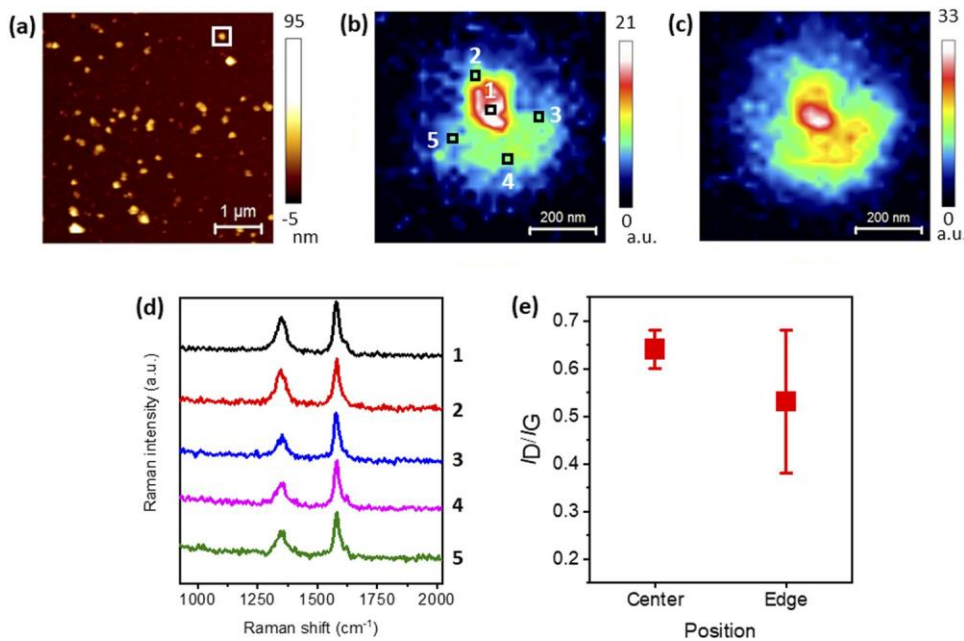 (a)
95
-5
nm
1 μm
(b)
21
0
a.u.
2
1
3
5
4
200 nm
(c)
33
0
a.u.
200 nm
(d)
Raman intensity (a.u.)
1
2
3
4
5
1000 1250 1500 1750 2000
Raman shift (cm⁻¹)
(e)
ID/IG
0.7
0.6
0.5
0.4
0.3
0.2
Center Edge
Position